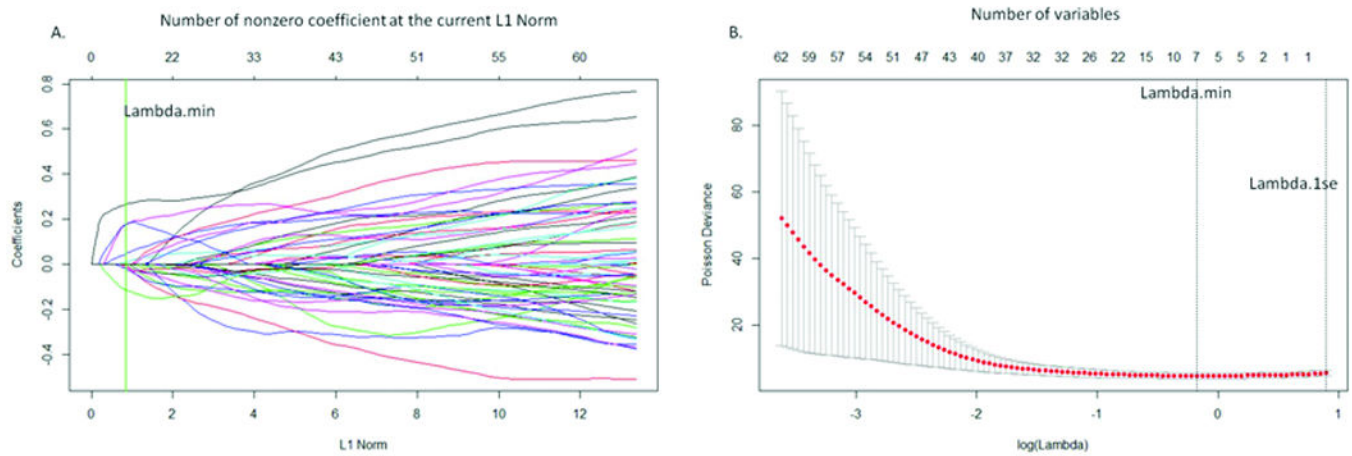 Number of nonzero coefficient at the current L1 Norm
A.
0 22 33 43 51 55 60
0.8
0.6
0.4
0.2
0.0
-0.2
-0.4
Coefficients
Lambda.min
0 2 4 6 8 10 12
L1 Norm
Number of variables
B.
62 59 57 54 51 47 43 40 37 32 26 22 15 10 7 5 5 2 1 1
Lambda.min
Lambda.1se
80
60
40
20
Poisson Deviance
-3 -2 -1 0 1
log(Lambda)